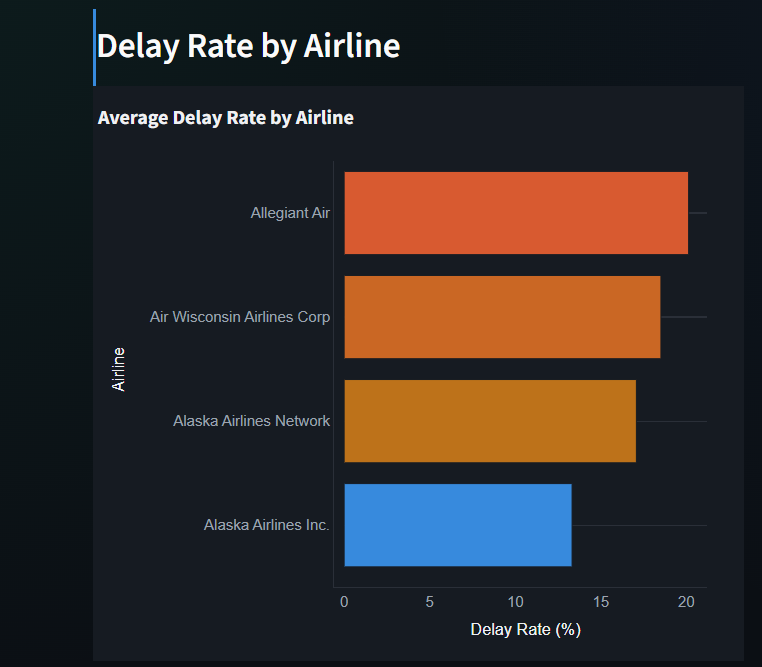 Delay Rate by Airline
Average Delay Rate by Airline
Allegiant Air
Air Wisconsin Airlines Corp
Airline
Alaska Airlines Network
Alaska Airlines Inc.
0 5 10 15 20
Delay Rate (%)